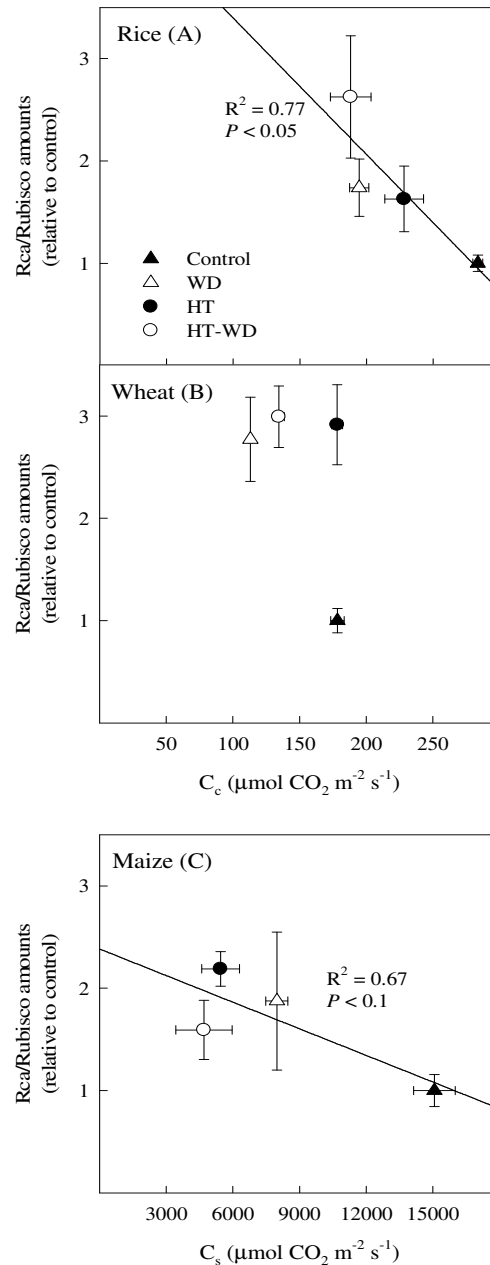 Rice (A)
3
2
1
R² = 0.77
P < 0.05
Rca/Rubisco amounts
(relative to control)
Control
WD
HT
HT-WD
Wheat (B)
3
2
1
Rca/Rubisco amounts
(relative to control)
50 100 150 200 250
C_c (μmol CO₂ m⁻² s⁻¹)
Maize (C)
3
2
1
R² = 0.67
P < 0.1
Rca/Rubisco amounts
(relative to control)
3000 6000 9000 12000 15000
C_s (μmol CO₂ m⁻² s⁻¹)